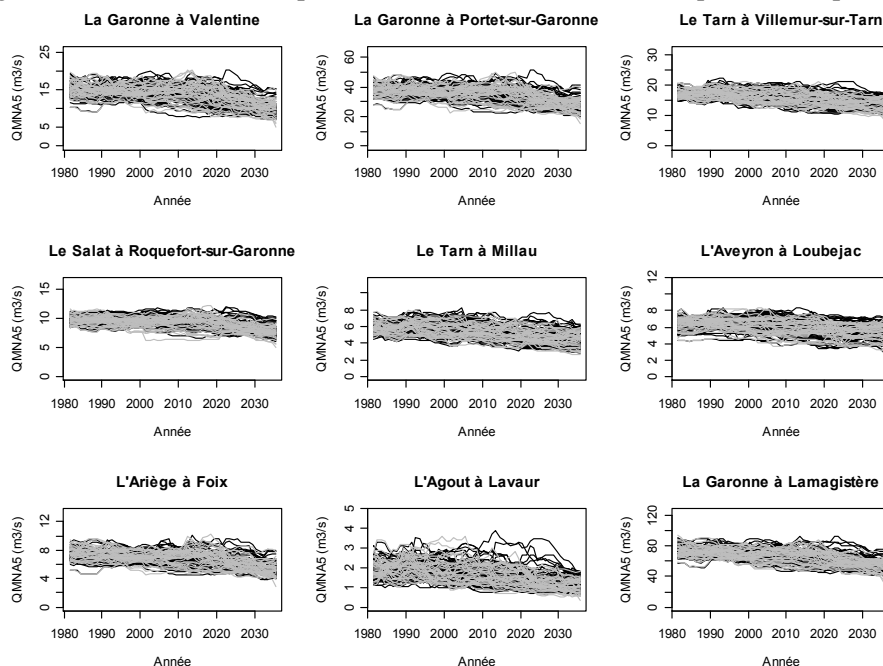 La Garonne à Valentine
QMNA5 (m3/s)
0 5 15 25
1980 1990 2000 2010 2020 2030
Année
La Garonne à Portet-sur-Garonne
QMNA5 (m3/s)
0 20 40 60
1980 1990 2000 2010 2020 2030
Année
Le Tarn à Villemur-sur-Tarn
QMNA5 (m3/s)
0 10 20 30
1980 1990 2000 2010 2020 2030
Année
Le Salat à Roquefort-sur-Garonne
QMNA5 (m3/s)
0 5 10 15
1980 1990 2000 2010 2020 2030
Année
Le Tarn à Millau
QMNA5 (m3/s)
0 2 4 6 8
1980 1990 2000 2010 2020 2030
Année
L'Aveyron à Loubejac
QMNA5 (m3/s)
0 2 4 6 8 12
1980 1990 2000 2010 2020 2030
Année
L'Ariège à Foix
QMNA5 (m3/s)
0 4 8 12
1980 1990 2000 2010 2020 2030
Année
L'Agout à Lavaur
QMNA5 (m3/s)
0 1 2 3 4 5
1980 1990 2000 2010 2020 2030
Année
La Garonne à Lamagistère
QMNA5 (m3/s)
0 40 80 120
1980 1990 2000 2010 2020 2030
Année